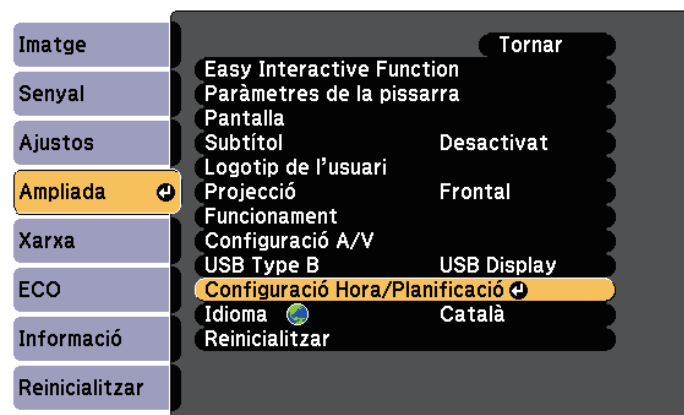 Imatge
Senyal
Ajustos
Ampliada
Xarxa
ECO
Informació
Reinicialitzar
Tornar
Easy Interactive Function
Paràmetres de la pissarra
Pantalla
Subtítol Desactivat
Logotip de l'usuari
Projecció Frontal
Funcionament
Configuració A/V
USB Type B USB Display
Configuració Hora/Planificació
Idioma Català
Reinicialitzar